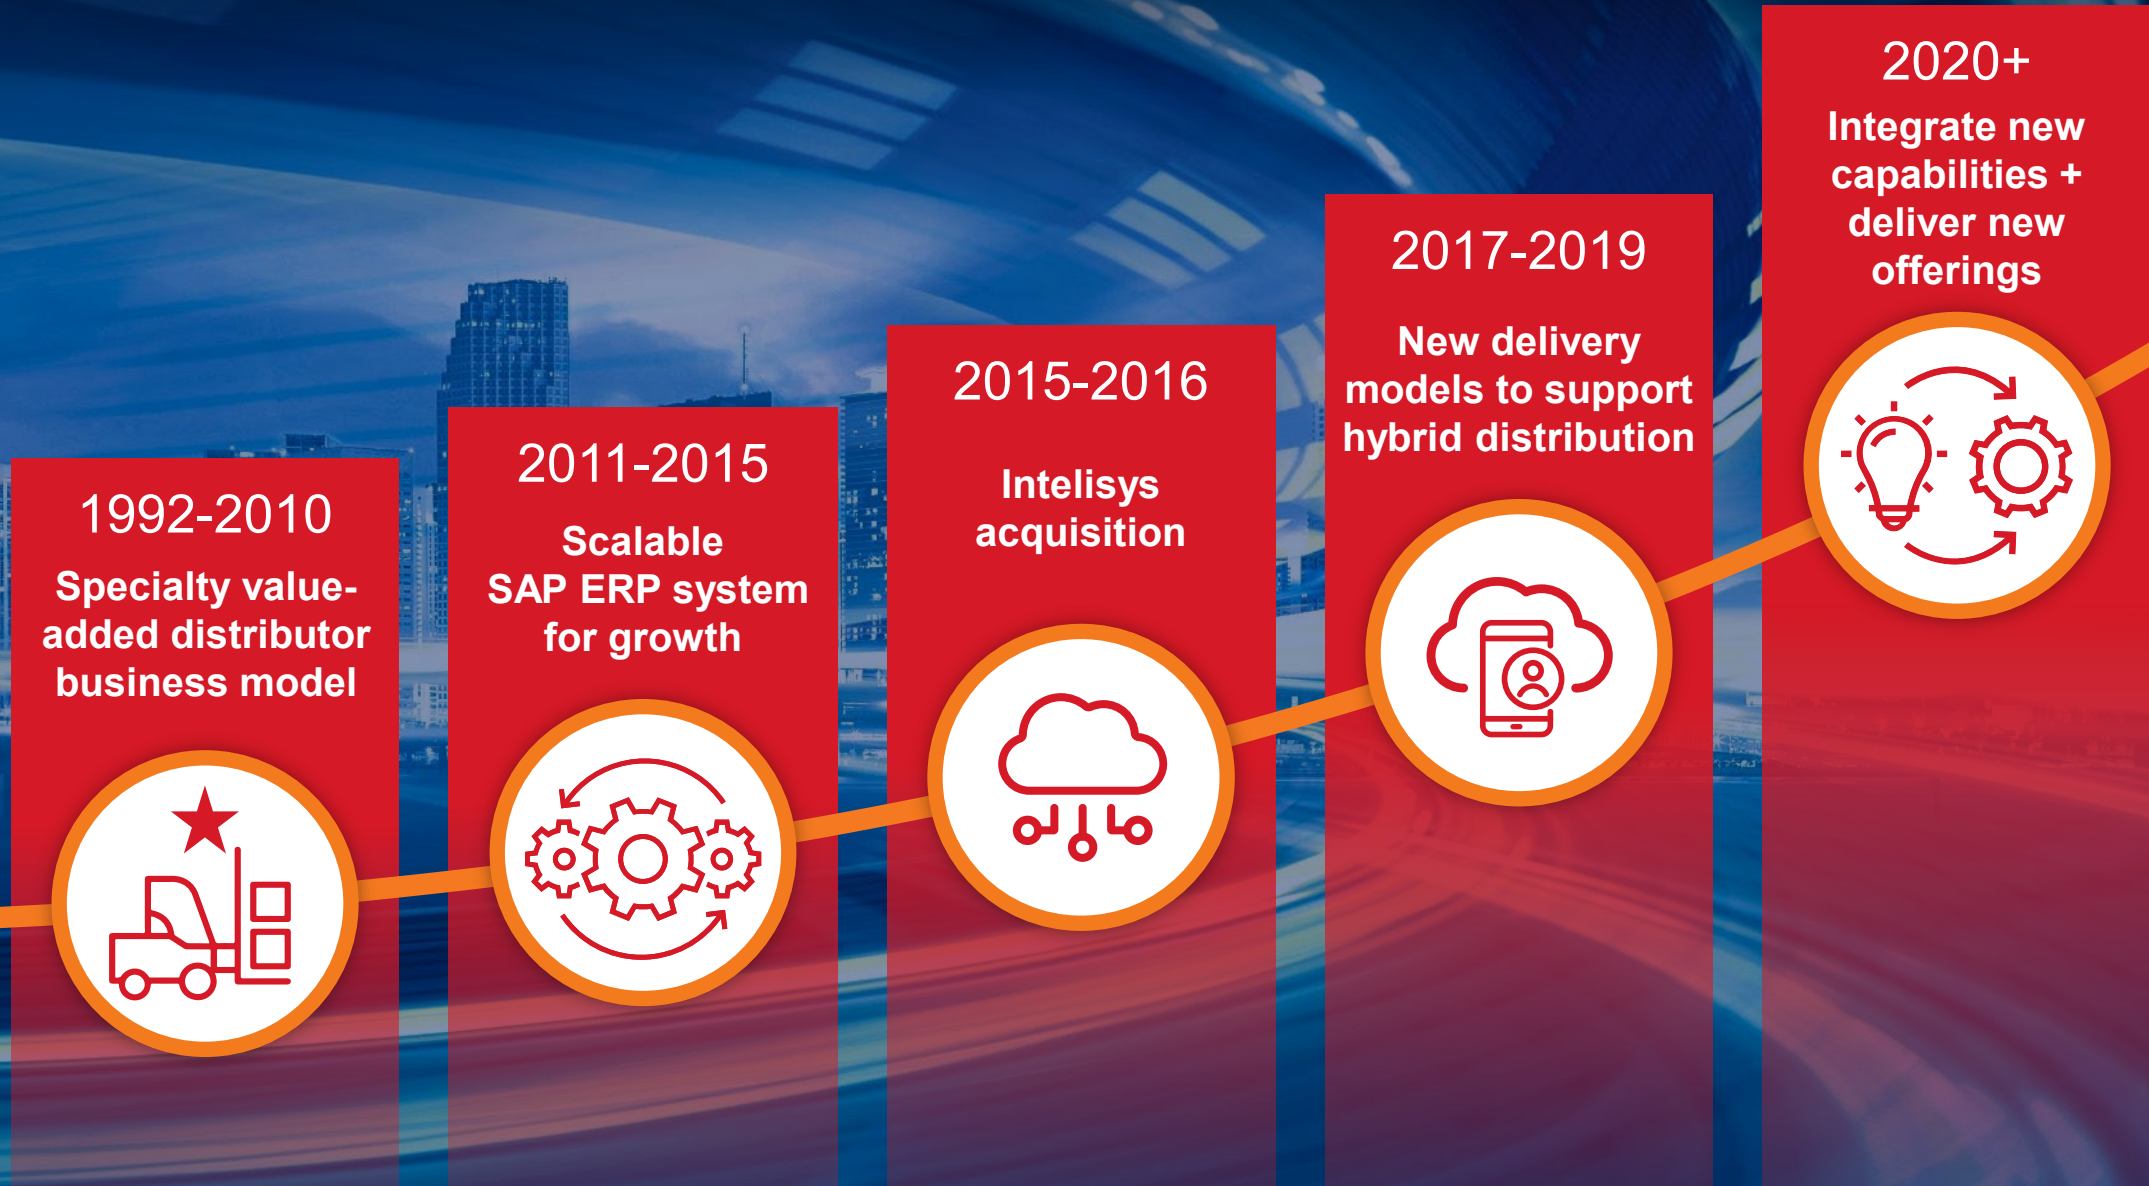 1992-2010
Specialty value-
added distributor
business model
2011-2015
Scalable
SAP ERP system
for growth
2015-2016
Intelisys
acquisition
2017-2019
New delivery
models to support
hybrid distribution
2020+
Integrate new
capabilities +
deliver new
offerings